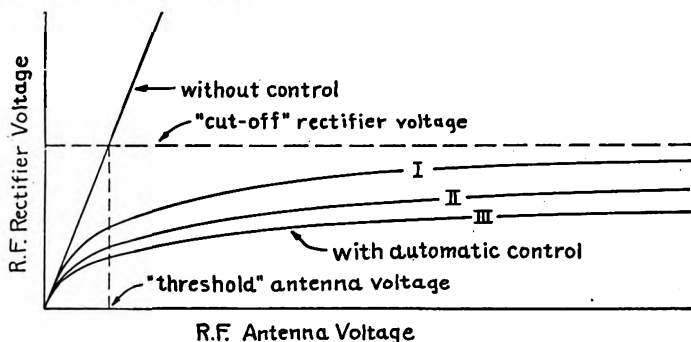 without control
"cut-off" rectifier voltage
I
II
III
with automatic control
"threshold" antenna voltage
R.F. Rectifier Voltage
R.F. Antenna Voltage